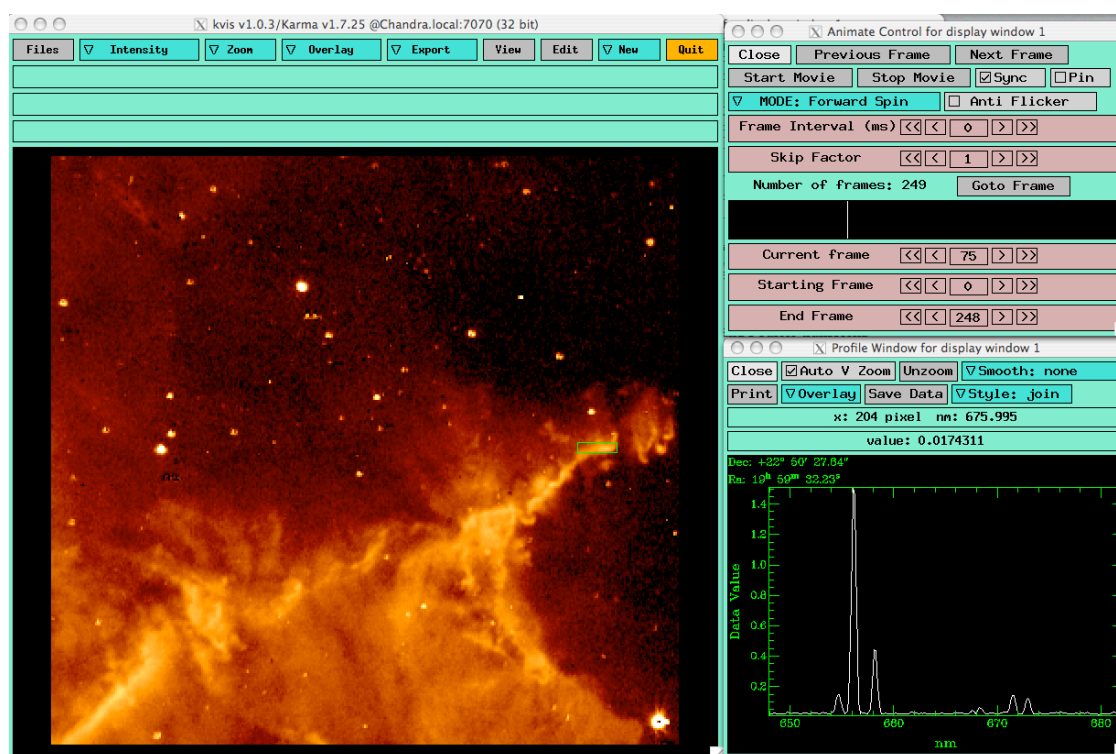 kvis v1.0.3/Karma v1.7.25 @Chandra.local:7070 (32 bit)
Files Intensity Zoom Overlay Export View Edit New Quit
Animate Control for display window 1
Close Previous Frame Next Frame
Start Movie Stop Movie Sync Pin
MODE: Forward Spin Anti Flicker
Frame Interval (ms) << < 0 > >>
Skip Factor << < 1 > >>
Number of frames: 249 Goto Frame
Current frame << < 75 > >>
Starting Frame << < 0 > >>
End Frame << < 248 > >>
Profile Window for display window 1
Close Auto V Zoom Unzoom Smooth: none
Print Overlay Save Data Style: join
x: 204 pixel nm: 675.995
value: 0.0174311
Dec: +22° 50' 27.84"
Ra: 19h 59m 32.23s
1.4
1.2
1.0
0.8
0.6
0.4
0.2
Data Value
650 660 670 680
nm